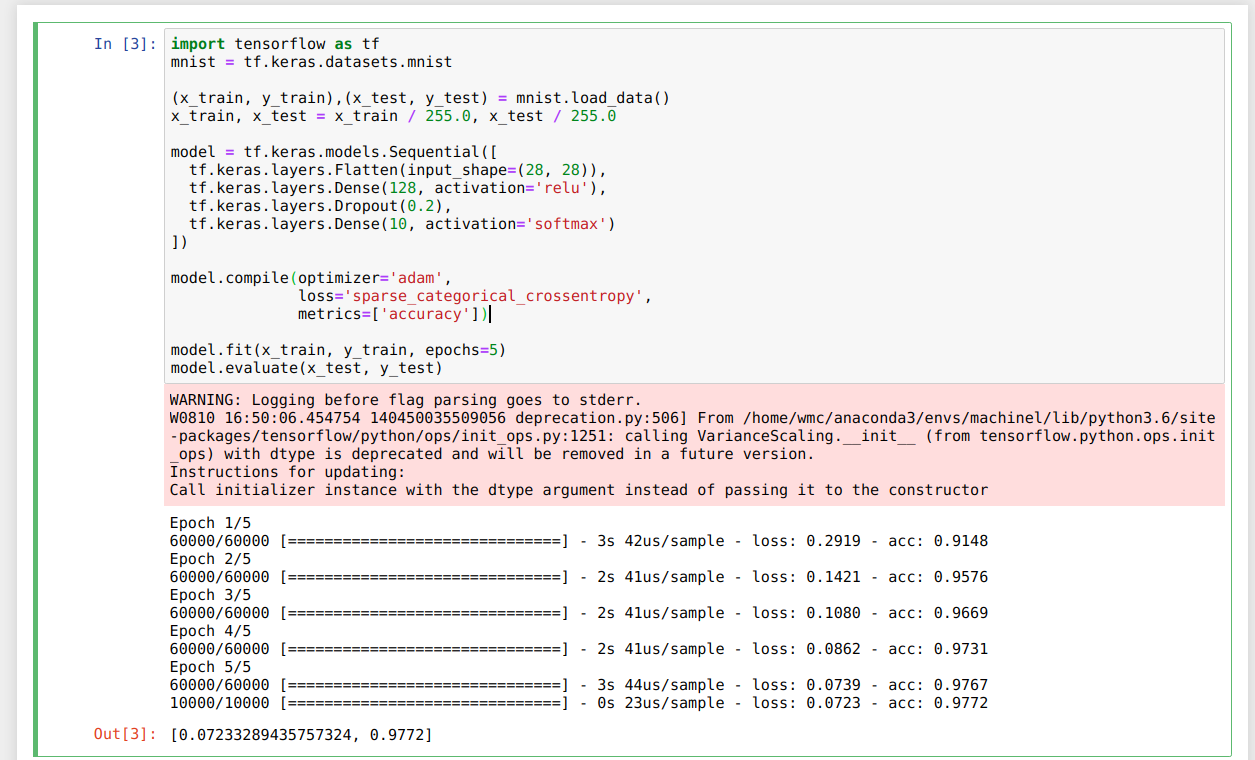 In [3]: import tensorflow as tf
mnist = tf.keras.datasets.mnist

(x_train, y_train),(x_test, y_test) = mnist.load_data()
x_train, x_test = x_train / 255.0, x_test / 255.0

model = tf.keras.models.Sequential([
  tf.keras.layers.Flatten(input_shape=(28, 28)),
  tf.keras.layers.Dense(128, activation='relu'),
  tf.keras.layers.Dropout(0.2),
  tf.keras.layers.Dense(10, activation='softmax')
])

model.compile(optimizer='adam',
              loss='sparse_categorical_crossentropy',
              metrics=['accuracy'])

model.fit(x_train, y_train, epochs=5)
model.evaluate(x_test, y_test)
WARNING: Logging before flag parsing goes to stderr.
W0810 16:50:06.454754 140450035509056 deprecation.py:506] From /home/wmc/anaconda3/envs/machinel/lib/python3.6/site
-packages/tensorflow/python/ops/init_ops.py:1251: calling VarianceScaling.__init__ (from tensorflow.python.ops.init
_ops) with dtype is deprecated and will be removed in a future version.
Instructions for updating:
Call initializer instance with the dtype argument instead of passing it to the constructor
Epoch 1/5
60000/60000 [==============================] - 3s 42us/sample - loss: 0.2919 - acc: 0.9148
Epoch 2/5
60000/60000 [==============================] - 2s 41us/sample - loss: 0.1421 - acc: 0.9576
Epoch 3/5
60000/60000 [==============================] - 2s 41us/sample - loss: 0.1080 - acc: 0.9669
Epoch 4/5
60000/60000 [==============================] - 2s 41us/sample - loss: 0.0862 - acc: 0.9731
Epoch 5/5
60000/60000 [==============================] - 3s 44us/sample - loss: 0.0739 - acc: 0.9767
10000/10000 [==============================] - 0s 23us/sample - loss: 0.0723 - acc: 0.9772
Out[3]: [0.07233289435757324, 0.9772]